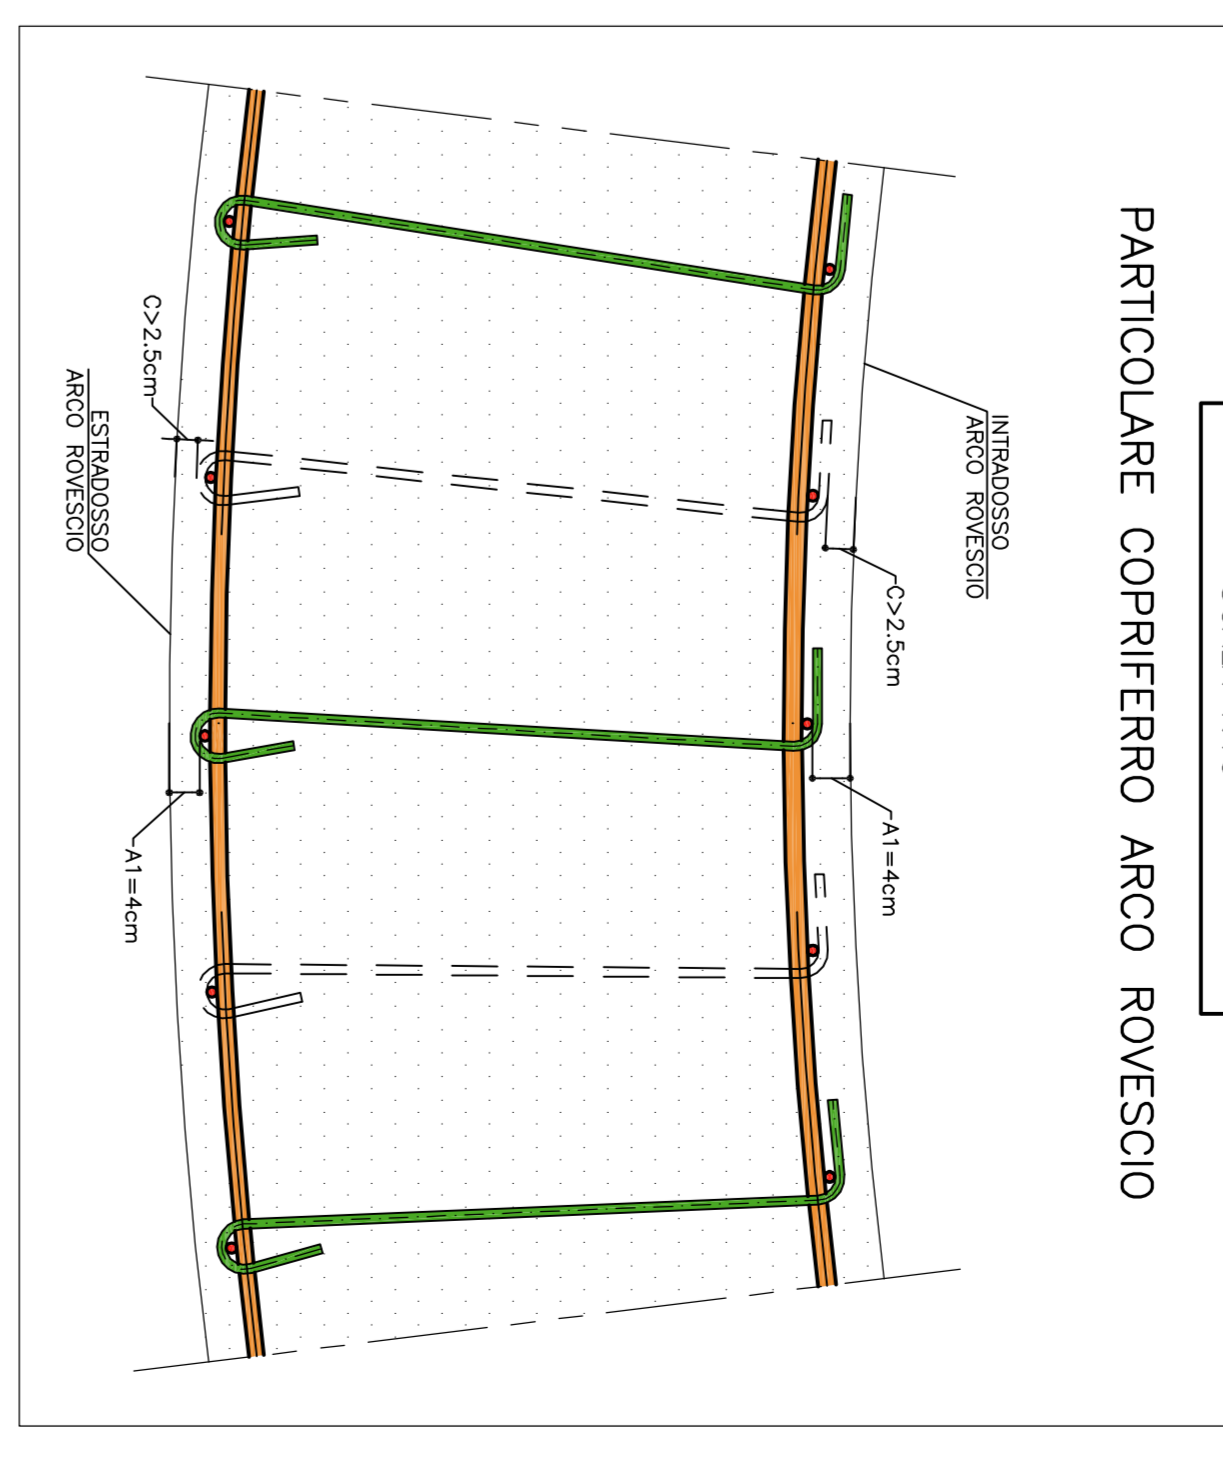 PARTICOLARE COPRIFERRO ARCO ROVESCIO
INTRADOSSO
ARCO ROVESCIO
C>2.5cm
A1=4cm
C>2.5cm
A1=4cm
ESTRADOSSO
ARCO ROVESCIO